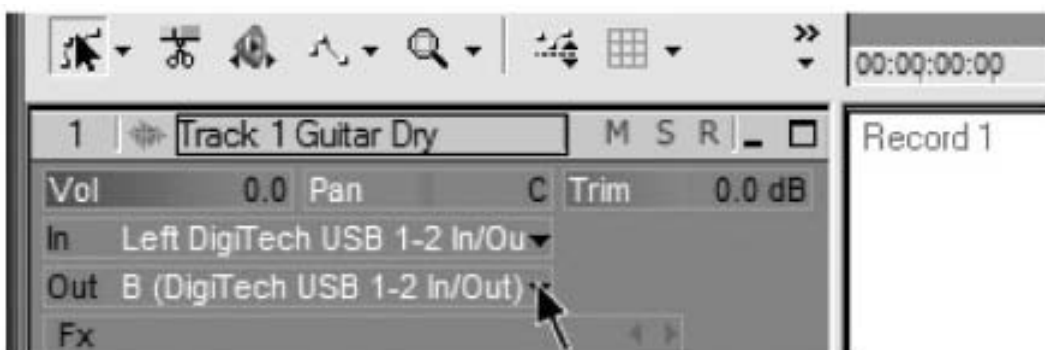 00:00:00:00
1 Track 1 Guitar Dry M S R
Record 1
Vol 0.0 Pan C Trim 0.0 dB
In Left DigiTech USB 1-2 In/Ou
Out B (DigiTech USB 1-2 In/Out)
Fx